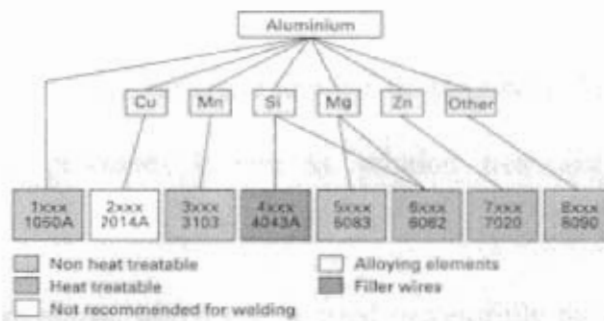 Aluminium
Cu Mn Si Mg Zn Other
1xxx 2xxx 3xxx 4xxx 5xxx 6xxx 7xxx 8xxx
1050A 2014A 3103 4043A 5083 6082 7020 8090
Non heat treatable
Heat treatable
Not recommended for welding
Alloying elements
Filler wires